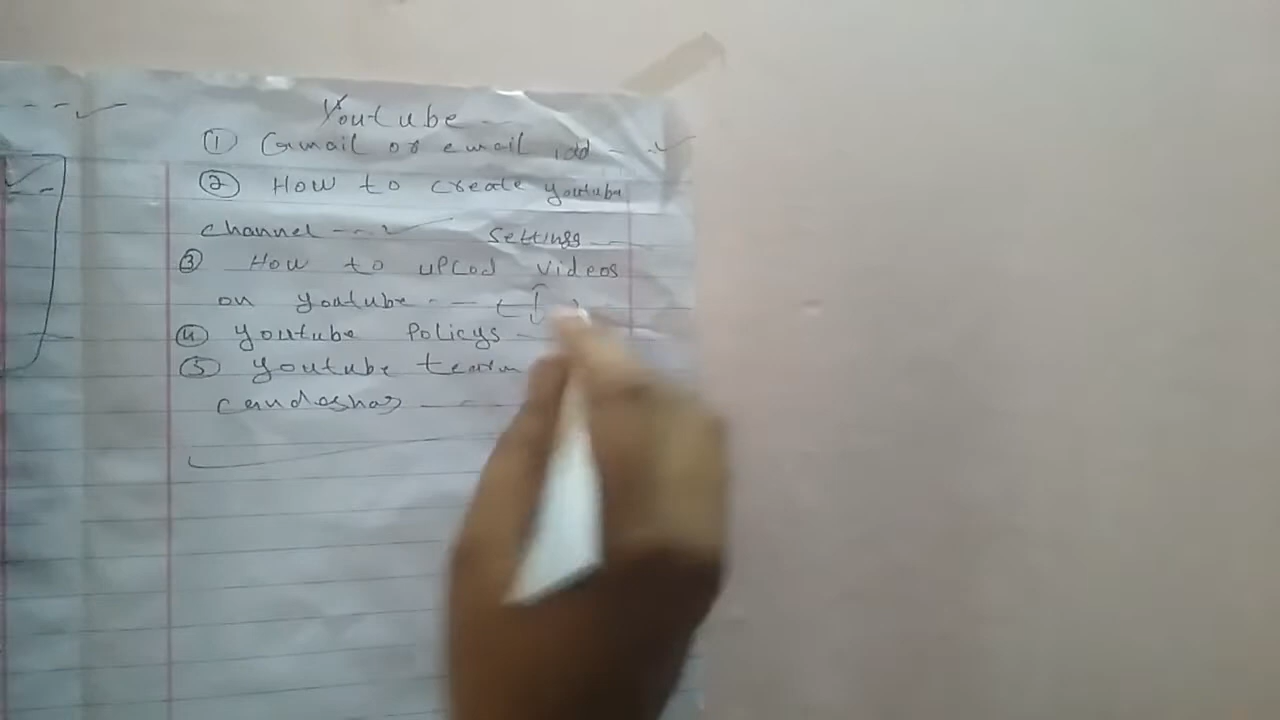 Youtube
① Gmail or email idd
② How to create youtube
channel Settings
③ How to uplod videos
on youtube
④ youtube Policys
⑤ youtube